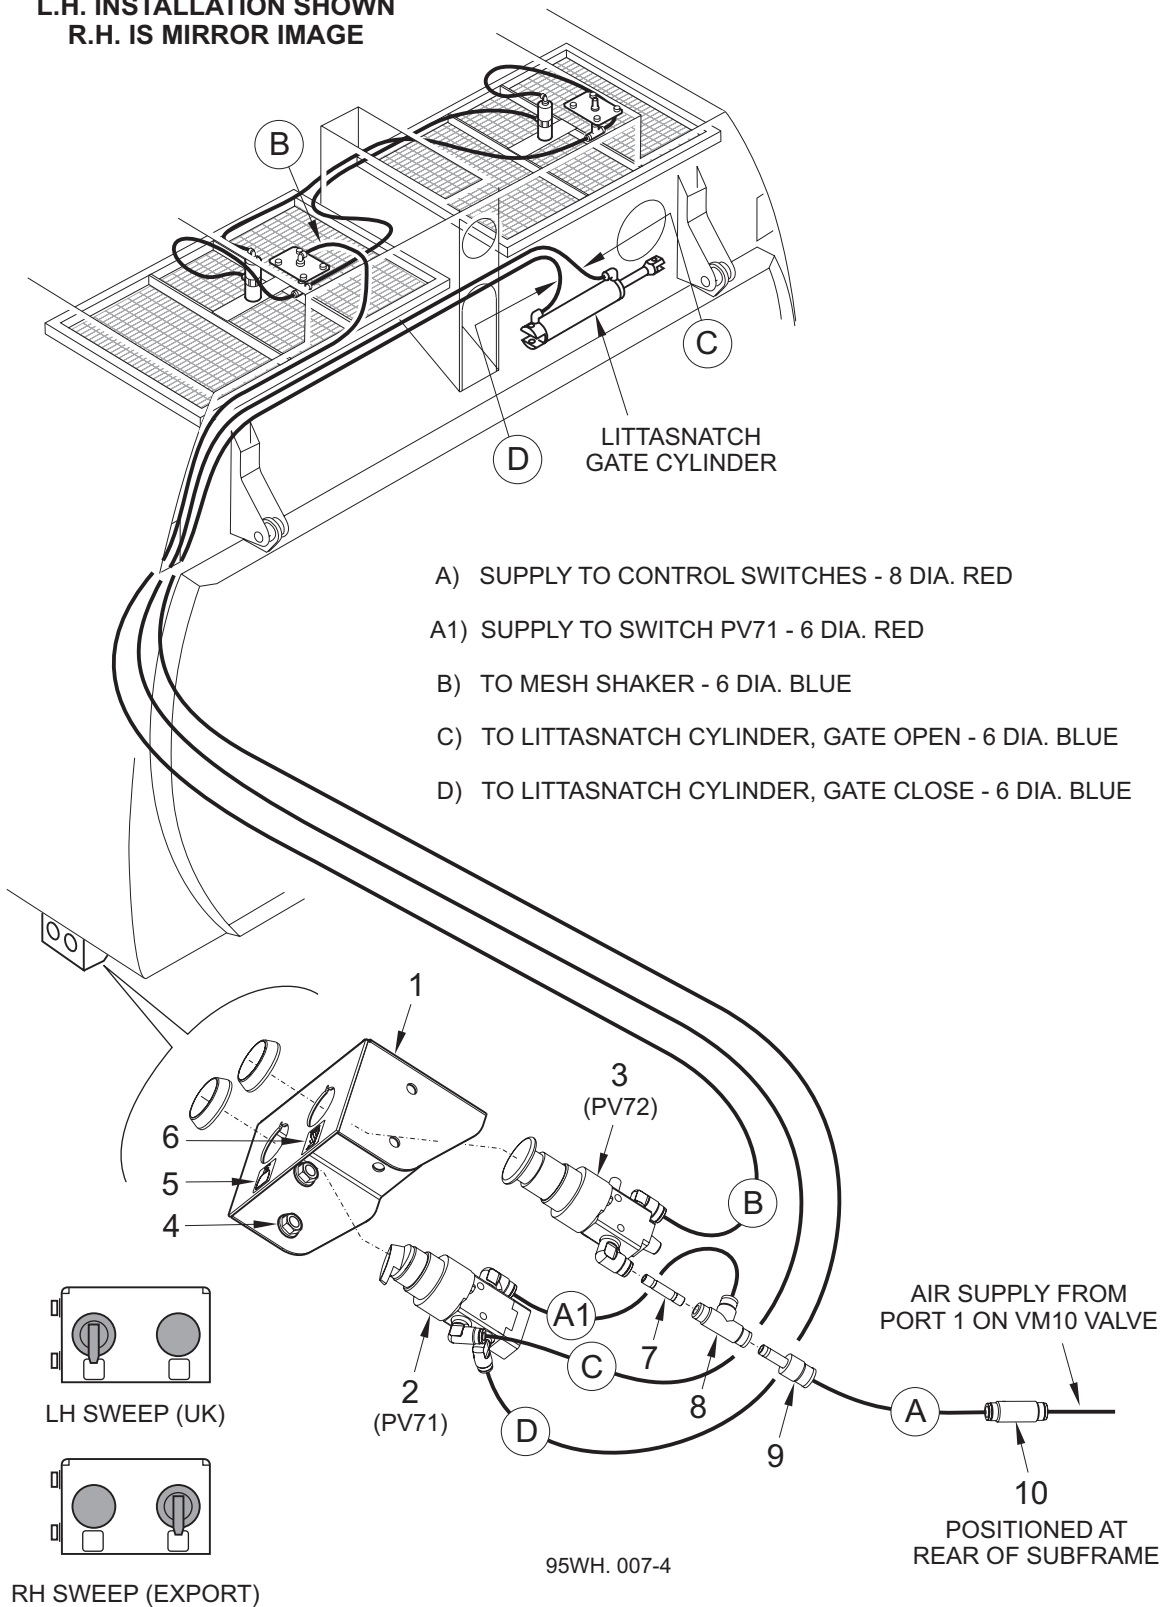 L.H. INSTALLATION SHOWN
R.H. IS MIRROR IMAGE
B
C
D
LITTASNATCH
GATE CYLINDER
A) SUPPLY TO CONTROL SWITCHES - 8 DIA. RED
A1) SUPPLY TO SWITCH PV71 - 6 DIA. RED
B) TO MESH SHAKER - 6 DIA. BLUE
C) TO LITTASNATCH CYLINDER, GATE OPEN - 6 DIA. BLUE
D) TO LITTASNATCH CYLINDER, GATE CLOSE - 6 DIA. BLUE
1
3
(PV72)
6
5
4
B
A1
7
8
C
2
(PV71)
D
9
AIR SUPPLY FROM
PORT 1 ON VM10 VALVE
A
10
POSITIONED AT
REAR OF SUBFRAME
LH SWEEP (UK)
RH SWEEP (EXPORT)
95WH. 007-4